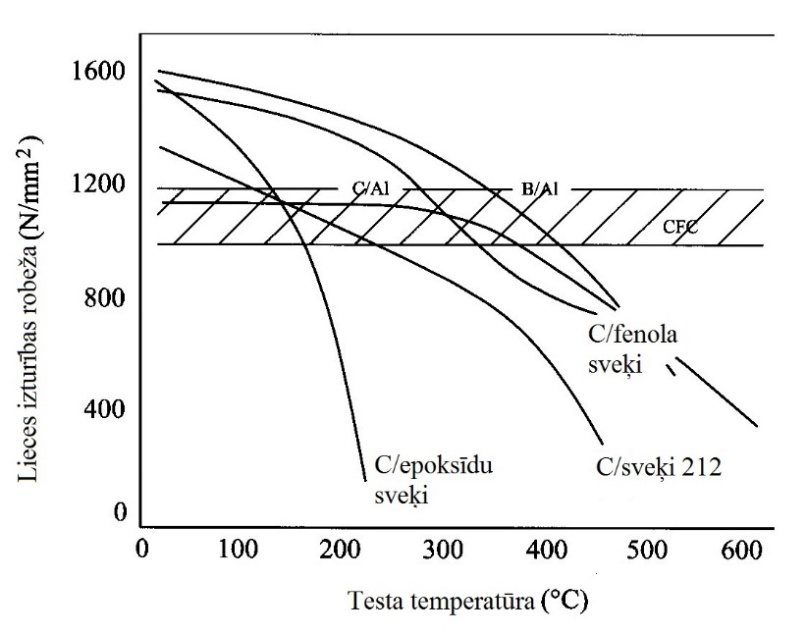 Lieces izturības robeža (N/mm²)
1600
1200
800
400
0
C/Al
B/Al
CFC
C/fenola
sveķi
C/epoksīdu
sveķi
C/sveķi 212
0 100 200 300 400 500 600
Testa temperatūra (°C)